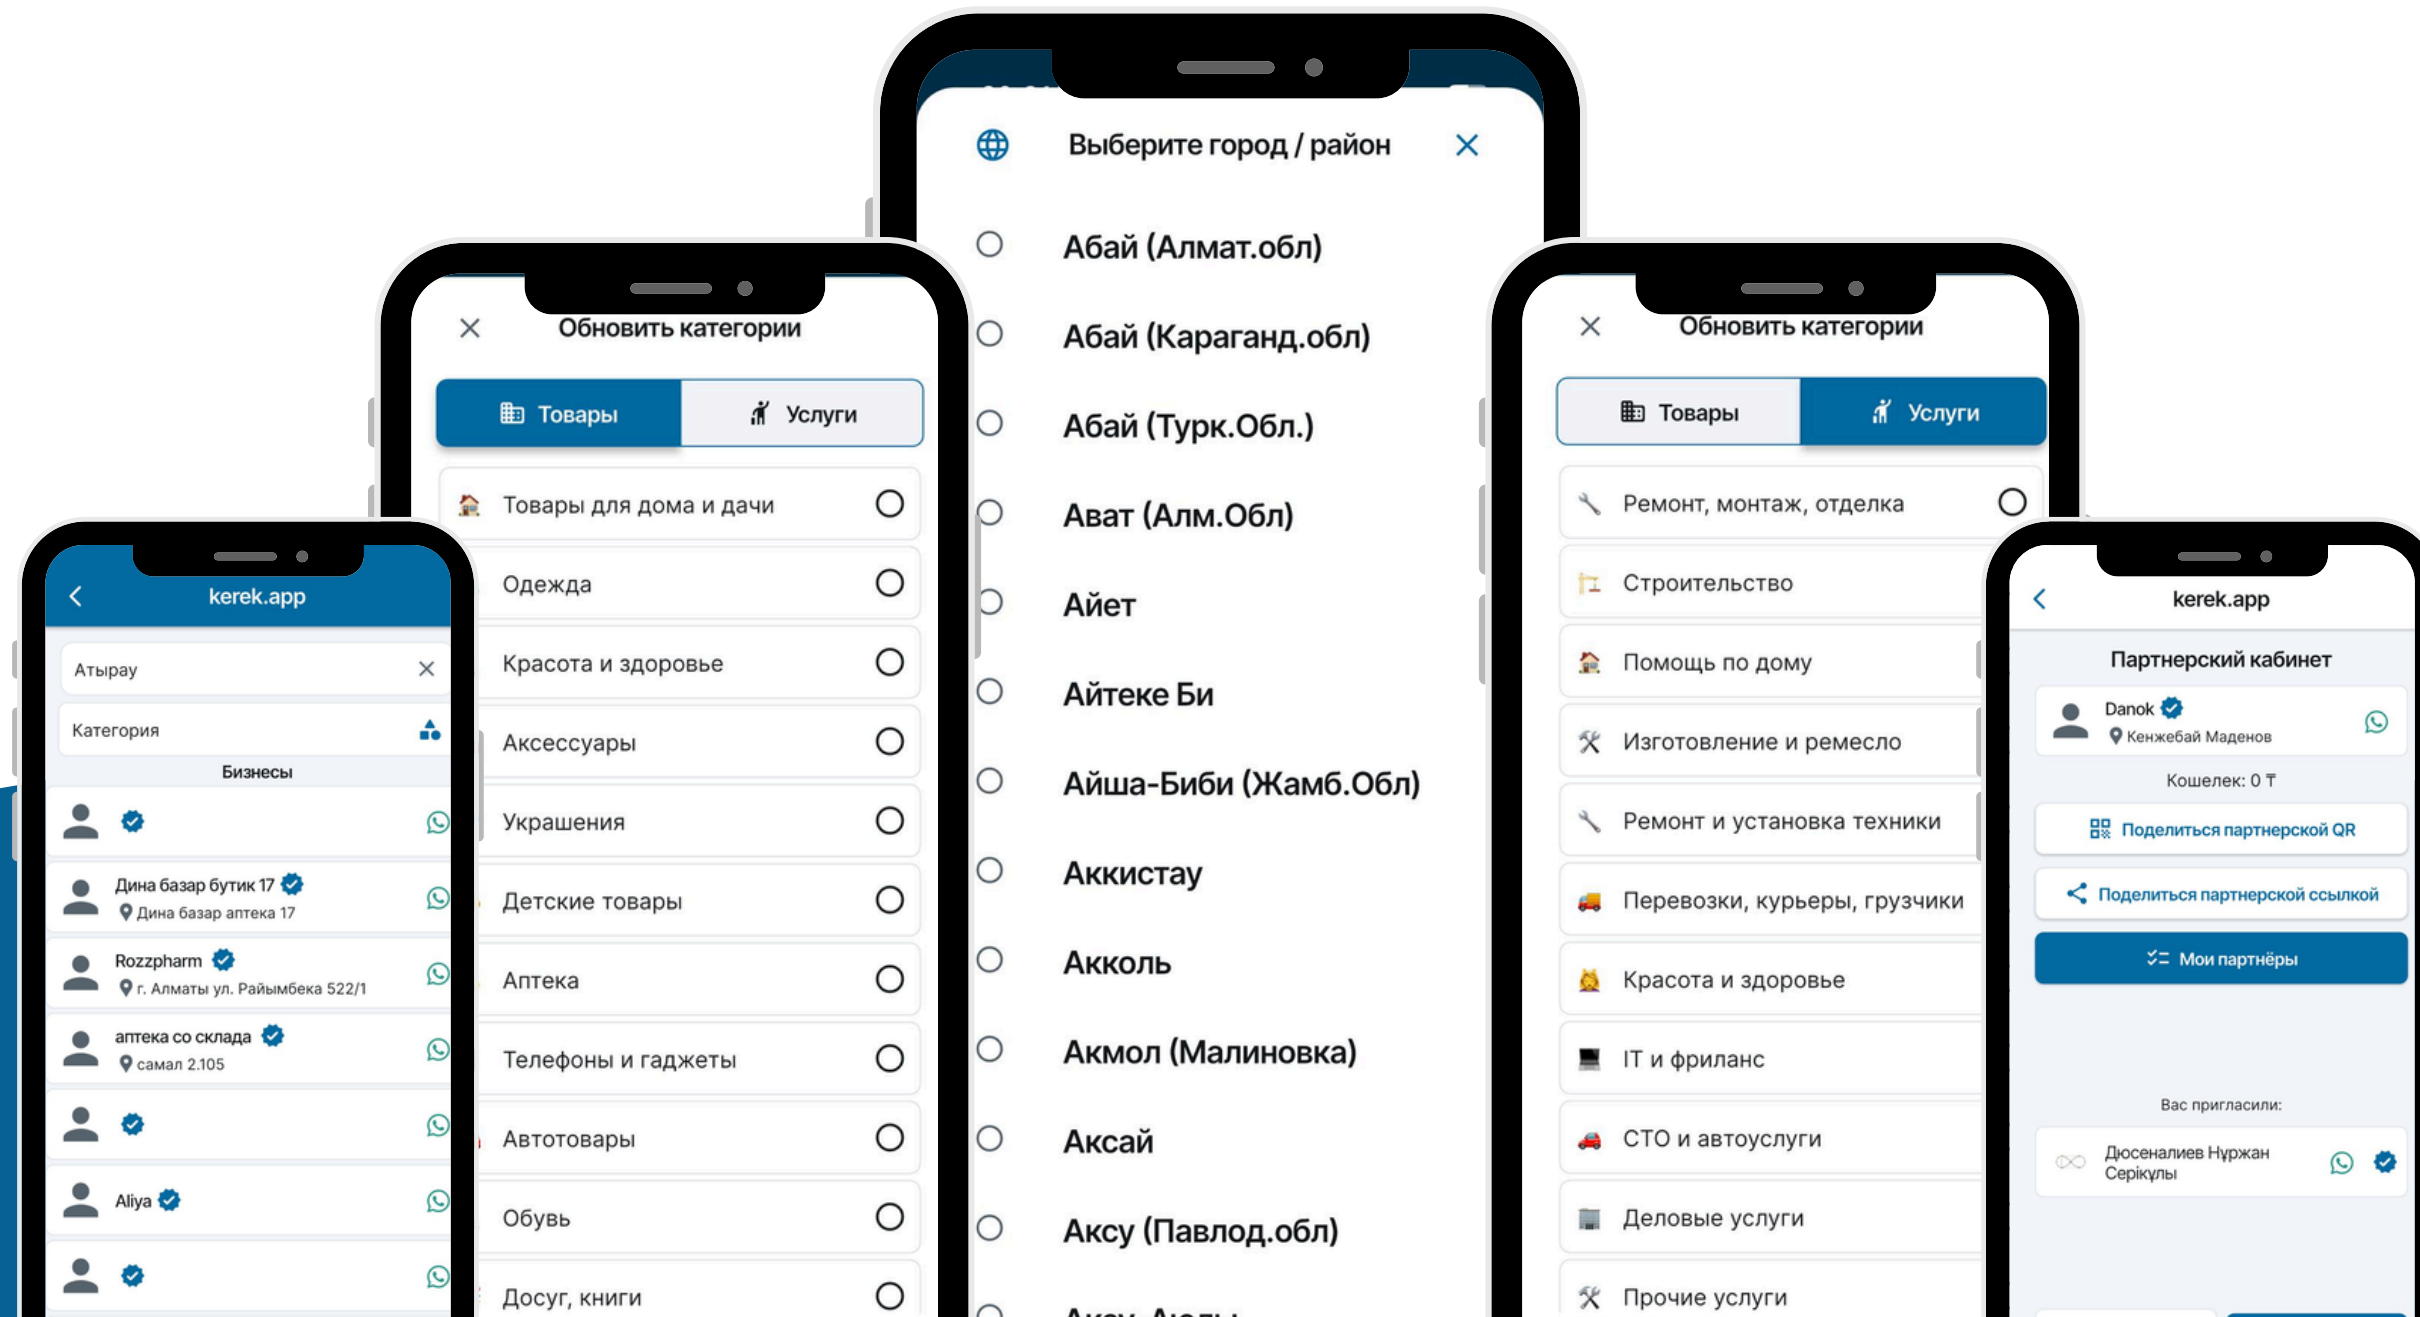 kerek.app
Атырау
Категория
Бизнесы
Дина базар бутик 17
Дина базар аптека 17
Rozzpharm
г. Алматы ул. Райымбека 522/1
аптека со склада
самал 2.105
Aliya
Обновить категории
Товары
Услуги
Товары для дома и дачи
Одежда
Красота и здоровье
Аксессуары
Украшения
Детские товары
Аптека
Телефоны и гаджеты
Автотовары
Обувь
Досуг, книги
Выберите город / район
Абай (Алмат.обл)
Абай (Караганд.обл)
Абай (Турк.Обл.)
Ават (Алм.Обл)
Айет
Айтеке Би
Айша-Биби (Жамб.Обл)
Аккистау
Акколь
Акмол (Малиновка)
Аксай
Аксу (Павлод.обл)
Обновить категории
Товары
Услуги
Ремонт, монтаж, отделка
Строительство
Помощь по дому
Изготовление и ремесло
Ремонт и установка техники
Перевозки, курьеры, грузчики
Красота и здоровье
IT и фриланс
СТО и автоуслуги
Деловые услуги
Прочие услуги
kerek.app
Партнерский кабинет
Danok
Кенжебай Маденов
Кошелек: 0 ₸
Поделиться партнерской QR
Поделиться партнерской ссылкой
Мои партнёры
Вас пригласили:
Дюсеналиев Нұржан
Серікұлы